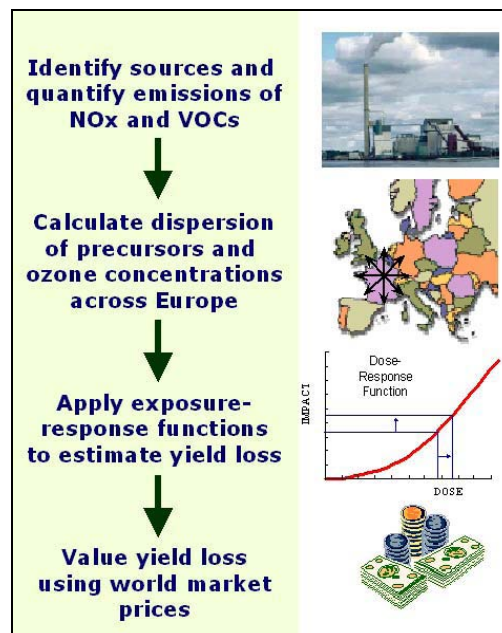 Identify sources and
quantify emissions of
NOx and VOCs
Calculate dispersion
of precursors and
ozone concentrations
across Europe
Apply exposure-
response functions
to estimate yield loss
Value yield loss
using world market
prices
Dose-
Response
Function
IMPACT
DOSE